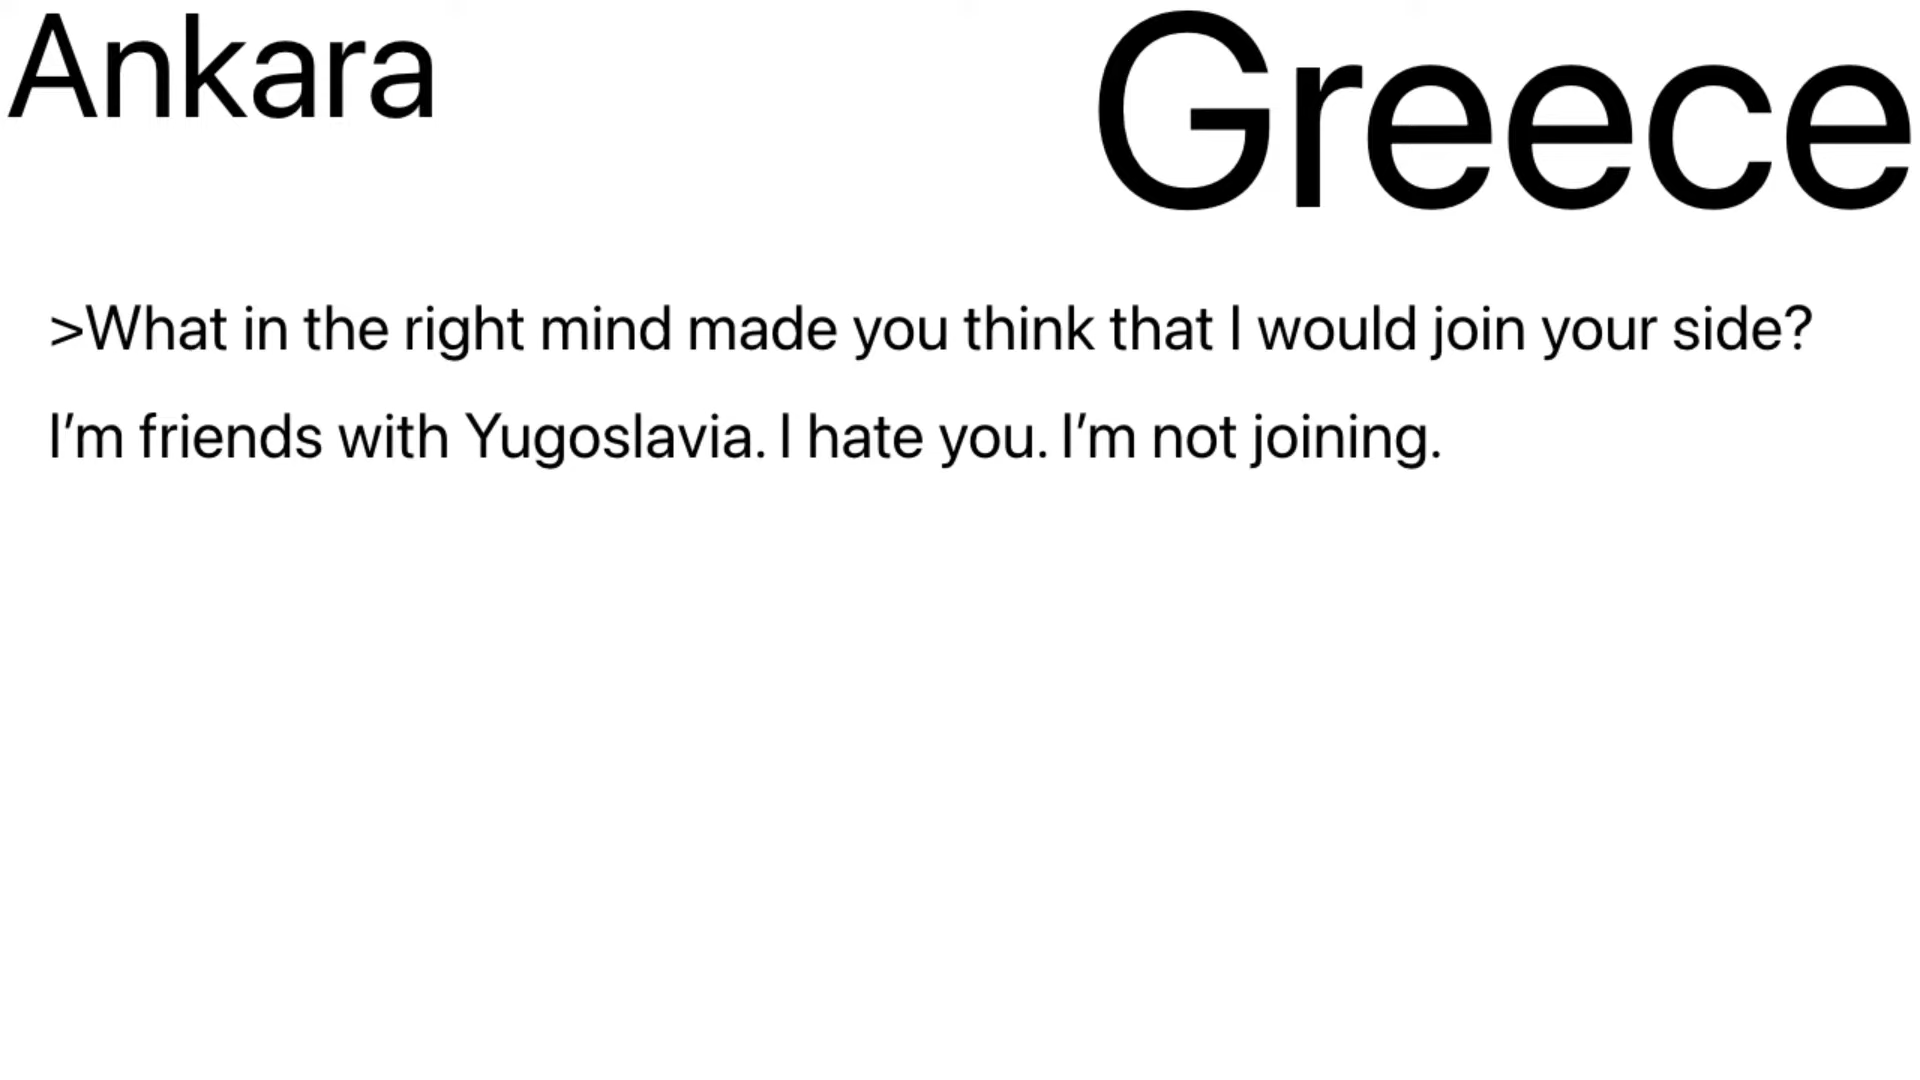 Ankara
Greece
>What in the right mind made you think that I would join your side?
I’m friends with Yugoslavia. I hate you. I’m not joining.